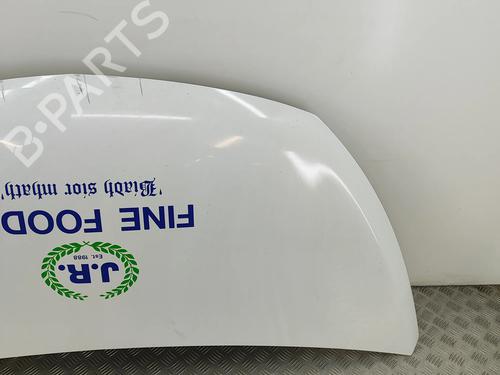 J.R.
Est. 1988
FINE FOOD
'Biadh sior mhath'
B-PARTS